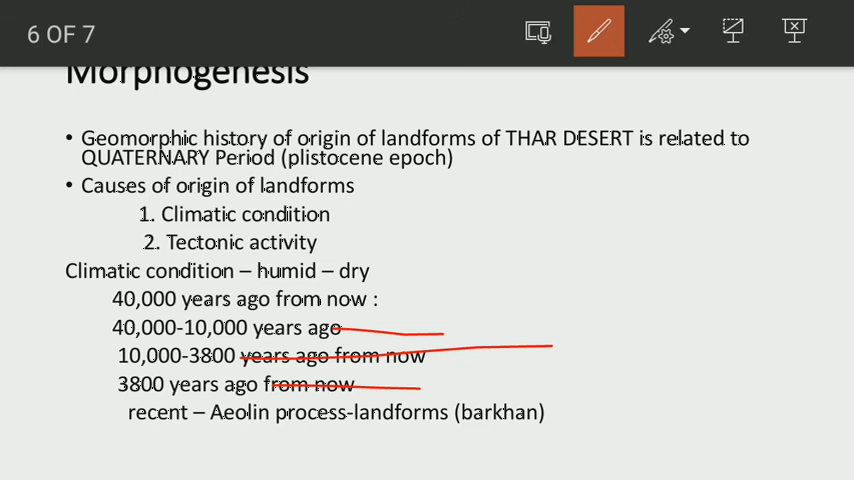 6 OF 7
Morphogenesis
• Geomorphic history of origin of landforms of THAR DESERT is related to
QUATERNARY Period (plistocene epoch)
• Causes of origin of landforms
1. Climatic condition
2. Tectonic activity
Climatic condition – humid – dry
40,000 years ago from now :
40,000-10,000 years ago
10,000-3800 years ago from now
3800 years ago from now
recent – Aeolin process-landforms (barkhan)